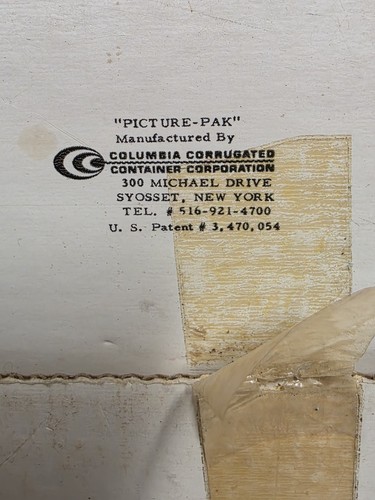 "PICTURE-PAK"
Manufactured By
COLUMBIA CORRUGATED
CONTAINER CORPORATION
300 MICHAEL DRIVE
SYOSSET, NEW YORK
TEL. # 516-921-4700
U. S. Patent # 3,470,054